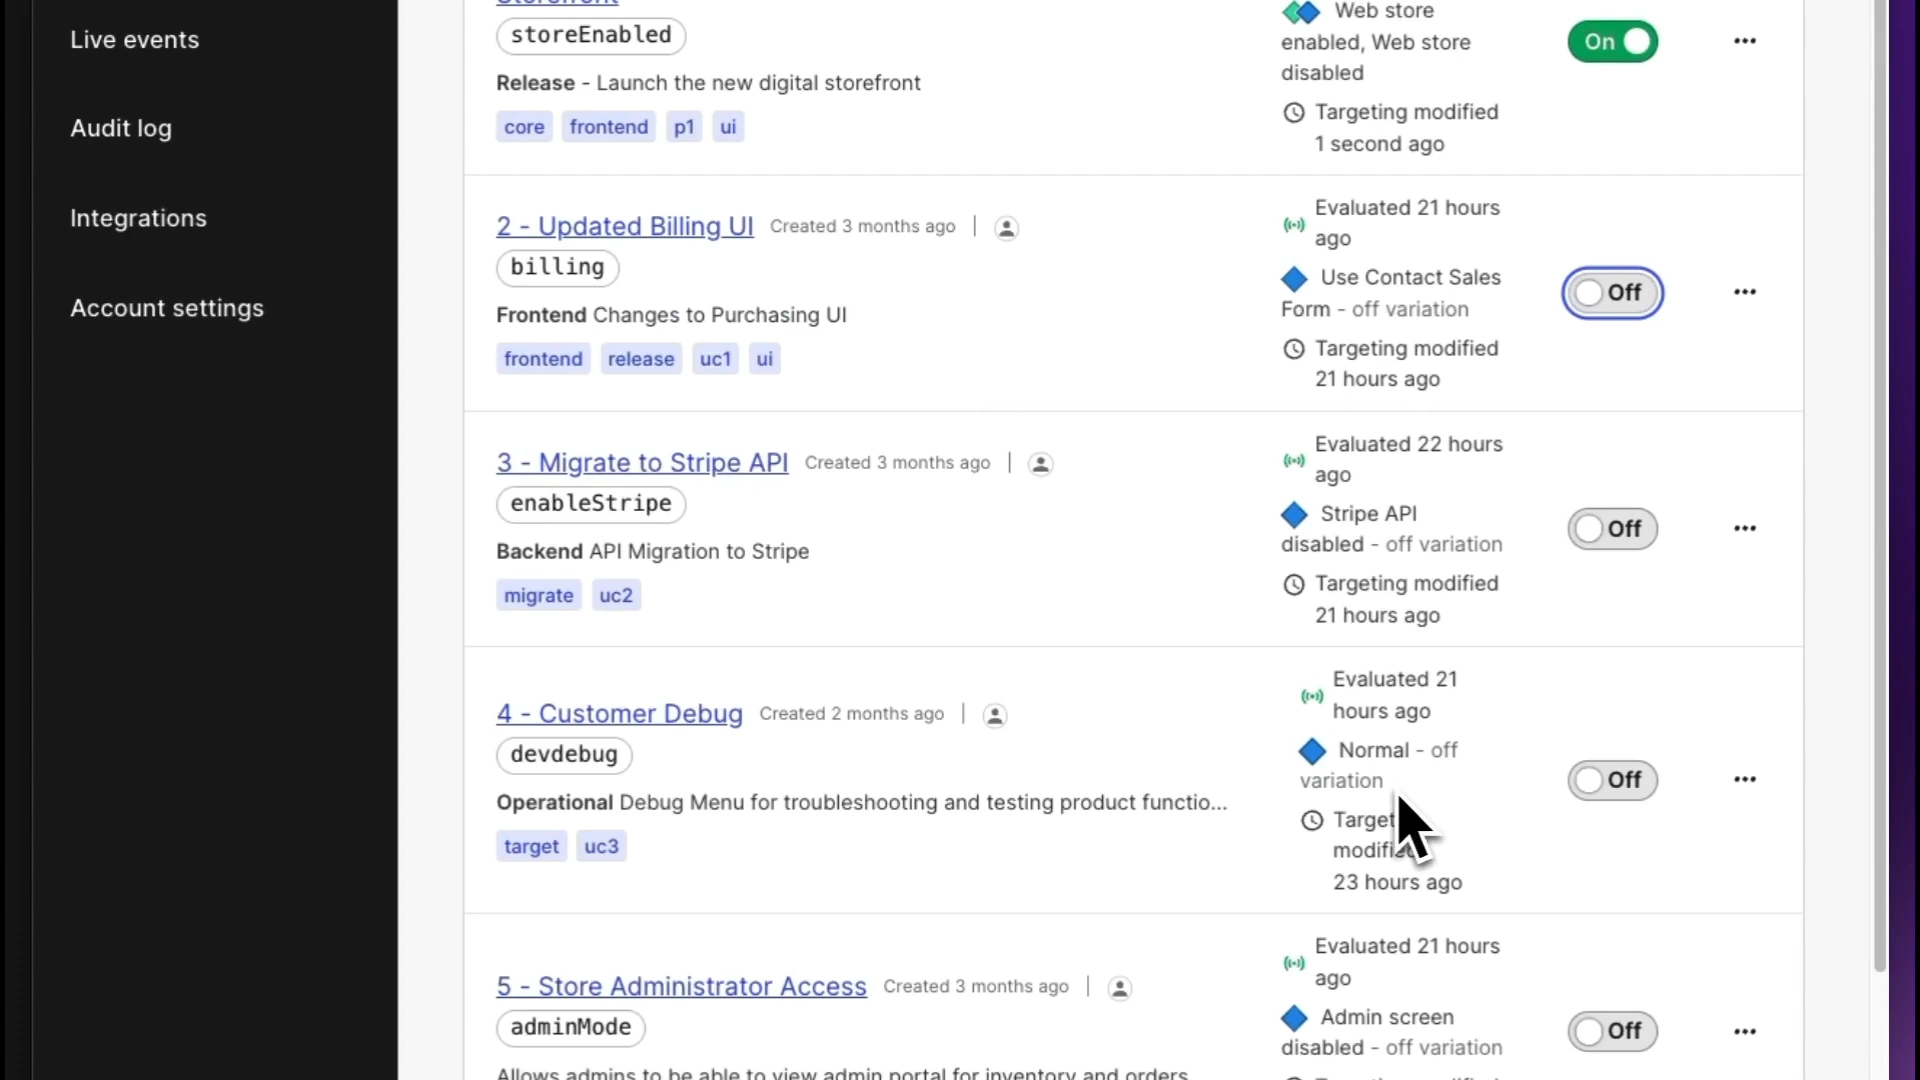 Live events
Audit log
Integrations
Account settings
Storefront
storeEnabled
Release - Launch the new digital storefront
core frontend p1 ui
Web store
enabled, Web store
disabled
Targeting modified
1 second ago
On
2 - Updated Billing UI Created 3 months ago
billing
Frontend Changes to Purchasing UI
frontend release uc1 ui
Evaluated 21 hours
ago
Use Contact Sales
Form - off variation
Targeting modified
21 hours ago
Off
3 - Migrate to Stripe API Created 3 months ago
enableStripe
Backend API Migration to Stripe
migrate uc2
Evaluated 22 hours
ago
Stripe API
disabled - off variation
Targeting modified
21 hours ago
Off
4 - Customer Debug Created 2 months ago
devdebug
Operational Debug Menu for troubleshooting and testing product functio...
target uc3
Evaluated 21
hours ago
Normal - off
variation
23 hours ago
Off
5 - Store Administrator Access Created 3 months ago
adminMode
Allows admins to be able to view admin portal for inventory and orders
Evaluated 21 hours
ago
Admin screen
disabled - off variation
Off